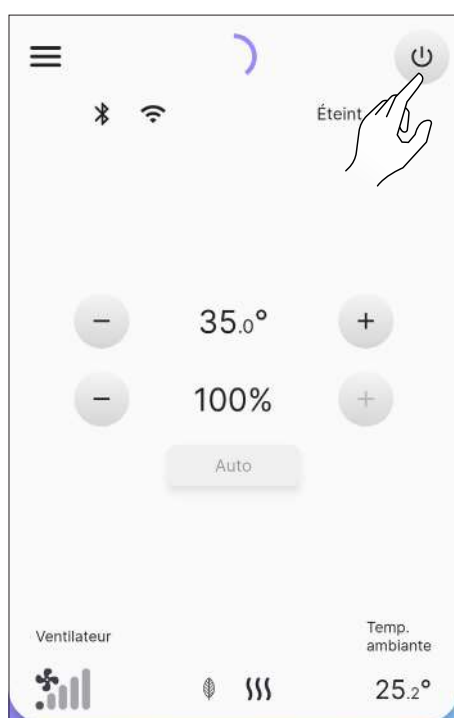 Éteint
− 35.0° +
− 100% +
Auto
Ventilateur
Temp.
ambiante
25.2°